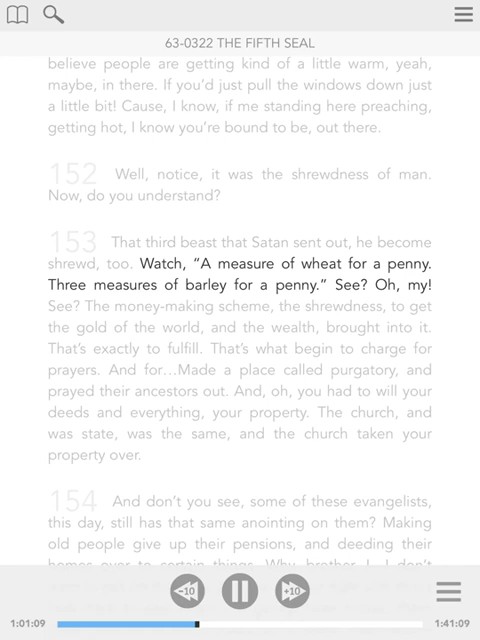 63-0322 THE FIFTH SEAL
believe people are getting kind of a little warm, yeah,
maybe, in there. If you'd just pull the windows down just
a little bit! Cause, I know, if me standing here preaching,
getting hot, I know you're bound to be, out there.
152 Well, notice, it was the shrewdness of man.
Now, do you understand?
153 That third beast that Satan sent out, he become
shrewd, too. Watch, “A measure of wheat for a penny.
Three measures of barley for a penny.” See? Oh, my!
See? The money-making scheme, the shrewdness, to get
the gold of the world, and the wealth, brought into it.
That's exactly to fulfill. That's what begin to charge for
prayers. And for…Made a place called purgatory, and
prayed their ancestors out. And, oh, you had to will your
deeds and everything, your property. The church, and
was state, was the same, and the church taken your
property over.
154 And don't you see, some of these evangelists,
this day, still has that same anointing on them? Making
old people give up their pensions, and deeding their
homes over to certain things. Why, brother, I, I don't
-10 +10
1:01:09 1:41:09